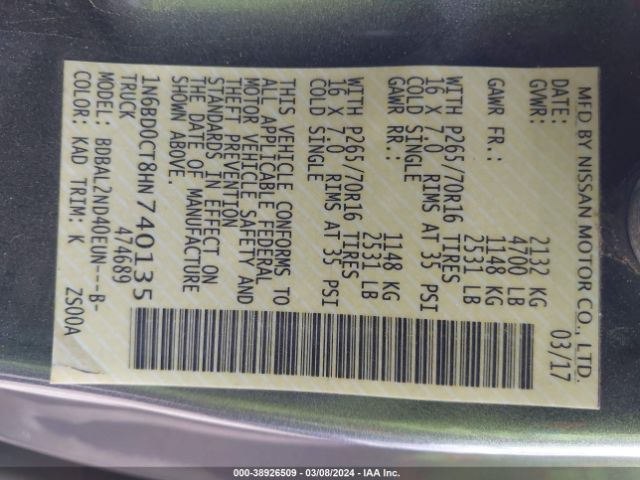 MFD BY NISSAN MOTOR CO., LTD.
DATE: 03/17
GVWR: 2132 KG
4700 LB
GAWR FR: 1148 KG
2531 LB
WITH P265/70R16 TIRES
16 X 7.0 RIMS AT 35 PSI
COLD SINGLE
GAWR RR: 1148 KG
2531 LB
WITH P265/70R16 TIRES
16 X 7.0 RIMS AT 35 PSI
COLD SINGLE
THIS VEHICLE CONFORMS TO
ALL APPLICABLE FEDERAL
MOTOR VEHICLE SAFETY AND
THEFT PREVENTION
STANDARDS IN EFFECT ON
THE DATE OF MANUFACTURE
SHOWN ABOVE.
1N6BD0CT8HN740135
TRUCK 474689
MODEL: BDBAL2ND40EUN---B-
COLOR: KAD TRIM: K ZS00A
000-38926509 - 03/08/2024 - IAA Inc.